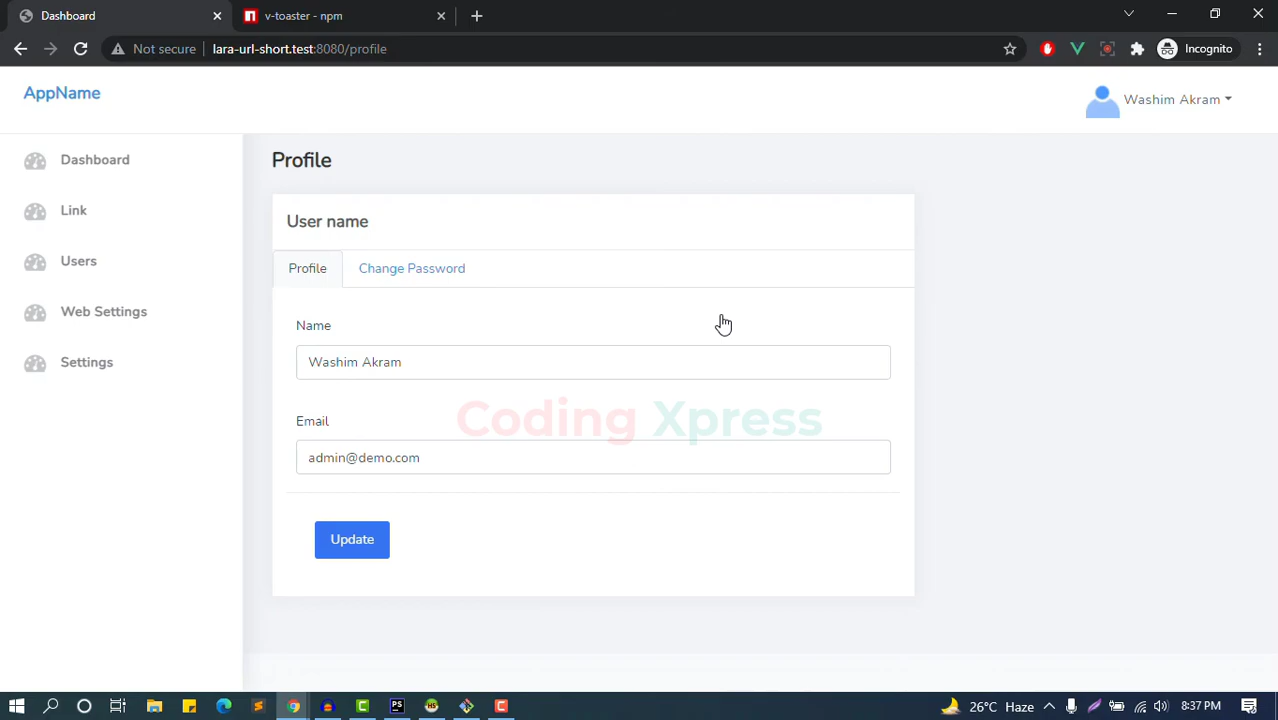 Dashboard
v-toaster - npm
Not secure
lara-url-short.test:8080/profile
Incognito
AppName
Washim Akram
Dashboard
Link
Users
Web Settings
Settings
Profile
User name
Profile
Change Password
Name
Washim Akram
Coding Xpress
Email
admin@demo.com
Update
PS
26°C Haze
8:37 PM